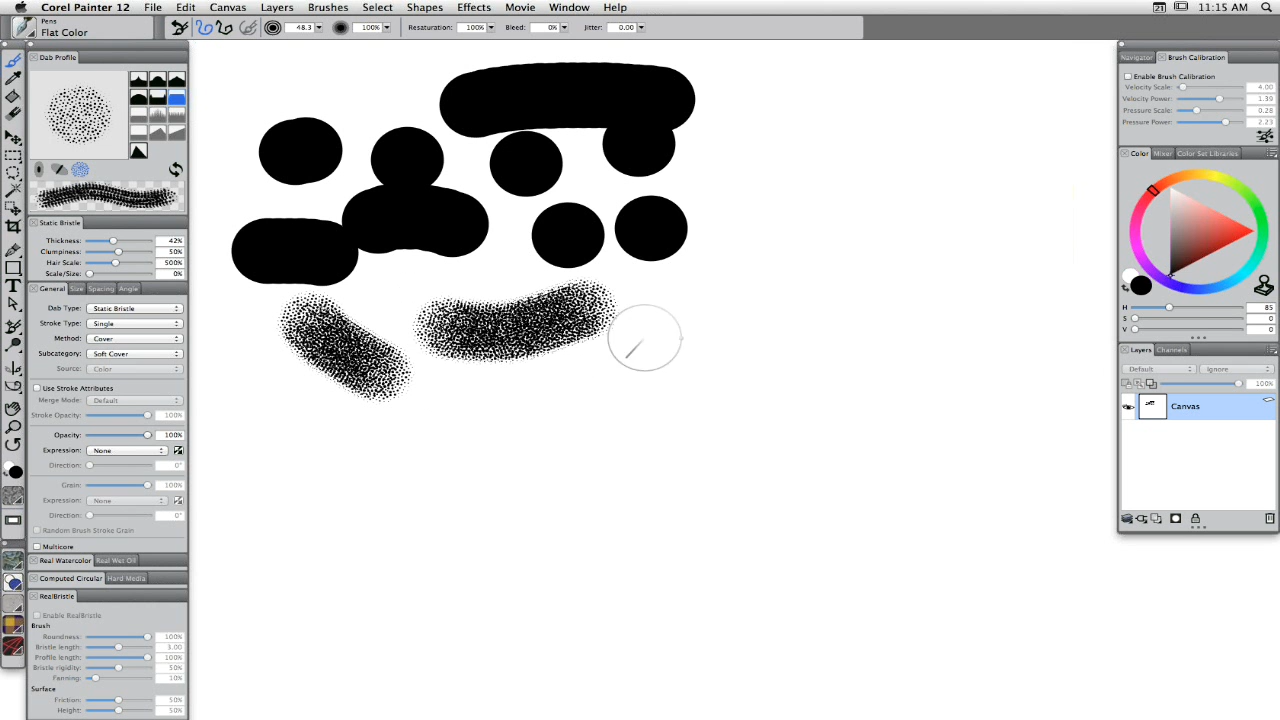 Corel Painter 12 File Edit Canvas Layers Brushes Select Shapes Effects Movie Window Help 21 11:15 AM
Pens
Flat Color
48.3 100% Resaturation: 100% Bleed: 0% Jitter: 0.00
Dab Profile
Static Bristle
Thickness: 42%
Clumpiness: 50%
Hair Scale: 500%
Scale/Size: 0%
General Size Spacing Angle
Dab Type: Static Bristle
Stroke Type: Single
Method: Cover
Subcategory: Soft Cover
Source: Color
Use Stroke Attributes
Merge Mode: Default
Stroke Opacity: 100%
Opacity: 100%
Expression: None
Direction: 0°
Grain: 100%
Expression: None
Direction: 0°
Random Brush Stroke Grain
Multicore
Real Watercolor Real Wet Oil
Computed Circular Hard Media
RealBristle
Enable RealBristle
Brush
Roundness: 100%
Bristle length: 3.00
Profile length: 100%
Bristle rigidity: 50%
Fanning: 10%
Surface
Friction: 50%
Height: 50%
Navigator Brush Calibration
Enable Brush Calibration
Velocity Scale: 4.00
Velocity Power: 1.39
Pressure Scale: 0.28
Pressure Power: 2.23
Color Mixer Color Set Libraries
H 85
S 0
V 0
Layers Channels
Default Ignore
100%
Canvas